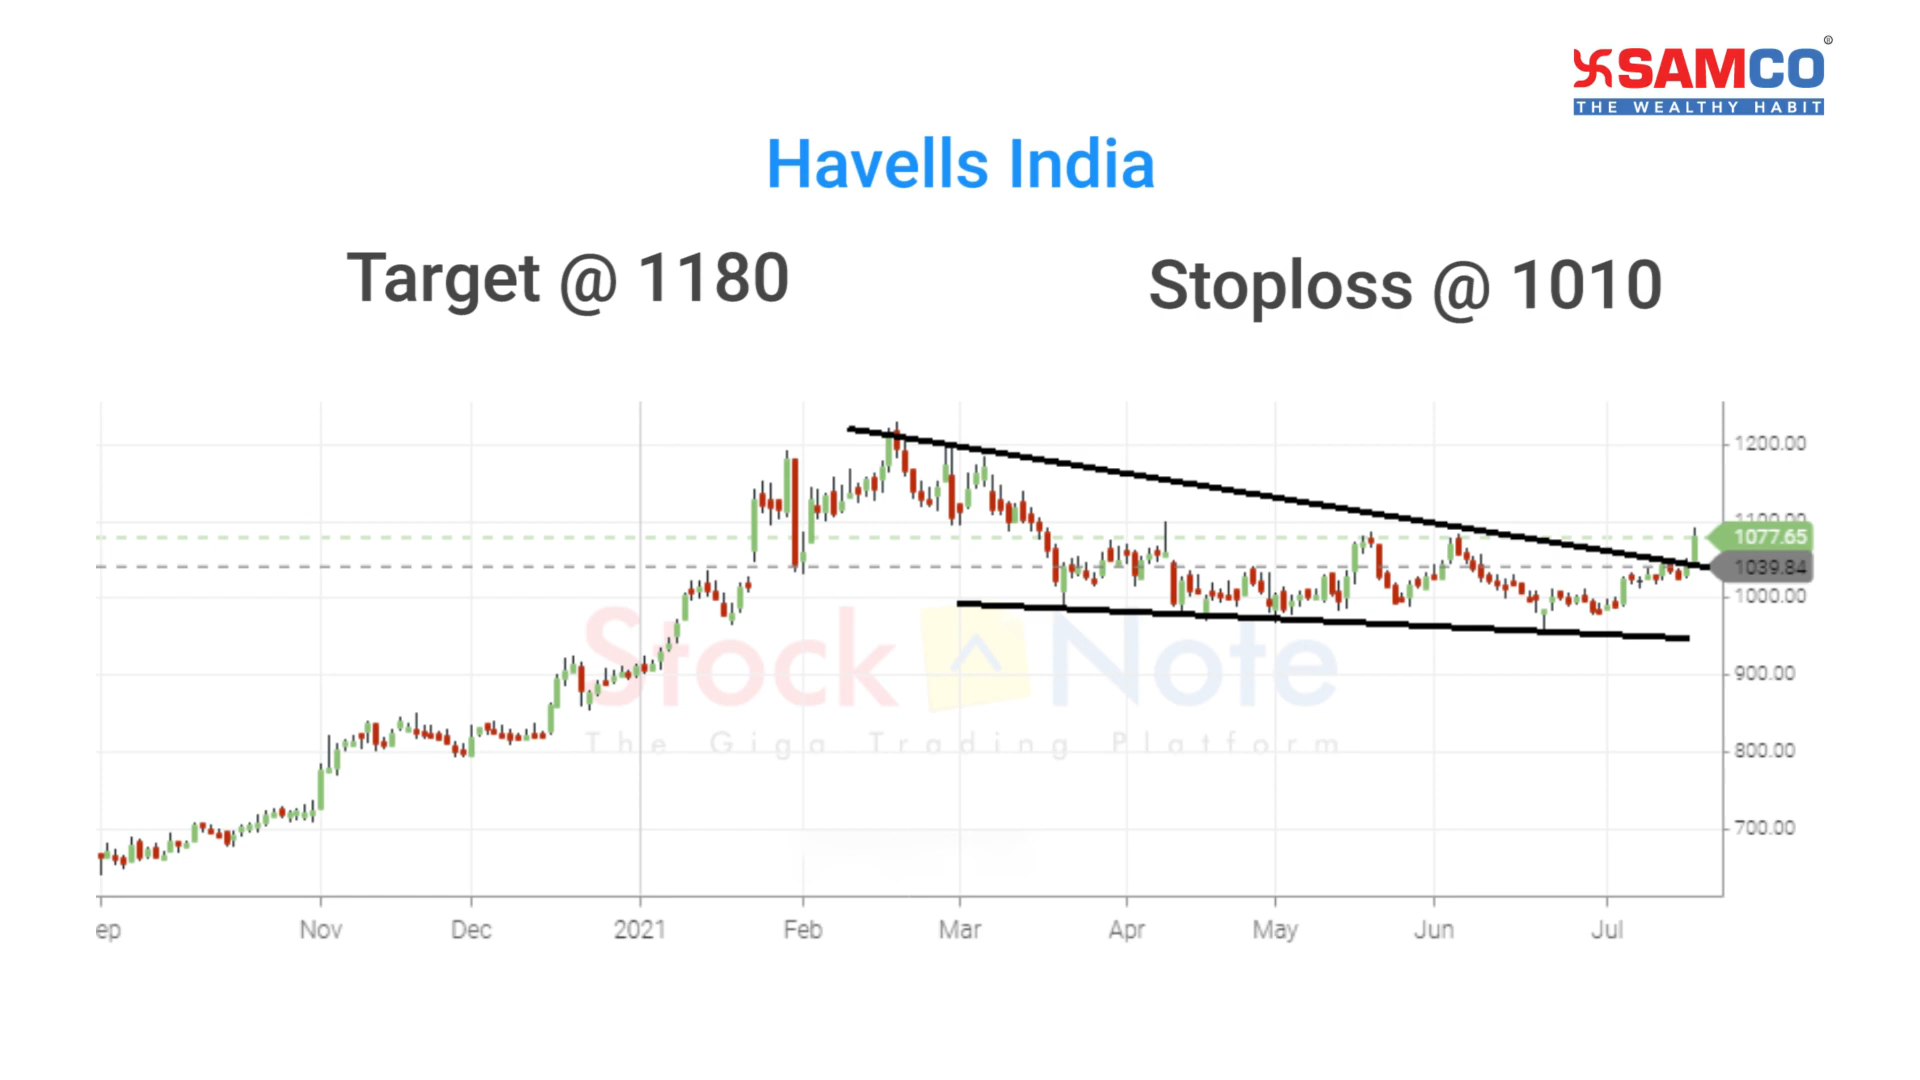 ®
SAMCO
THE WEALTHY HABIT
Havells India
Target @ 1180
Stoploss @ 1010
1200.00
1100.00
1077.65
1039.84
1000.00
Stock Note
900.00
The Giga Trading Platform
800.00
700.00
ep Nov Dec 2021 Feb Mar Apr May Jun Jul